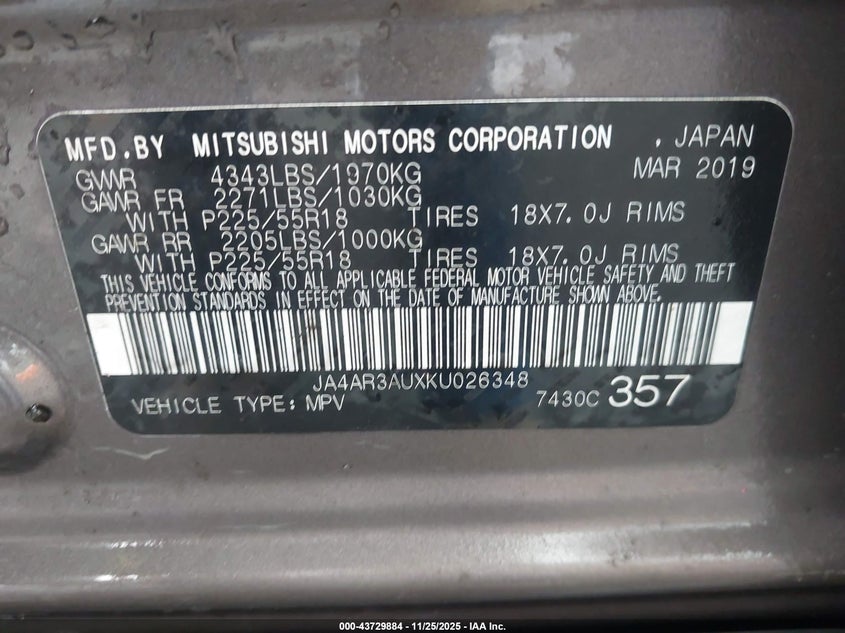 MFD.BY MITSUBISHI MOTORS CORPORATION , JAPAN
GVWR 4343LBS/1970KG MAR 2019
GAWR FR 2271LBS/1030KG
WITH P225/55R18 TIRES 18X7.0J RIMS
GAWR RR 2205LBS/1000KG
WITH P225/55R18 TIRES 18X7.0J RIMS
THIS VEHICLE CONFORMS TO ALL APPLICABLE FEDERAL MOTOR VEHICLE SAFETY AND THEFT
PREVENTION STANDARDS IN EFFECT ON THE DATE OF MANUFACTURE SHOWN ABOVE.
JA4AR3AUXKU026348
VEHICLE TYPE: MPV 7430C 357
000-43729884 - 11/25/2025 - IAA Inc.